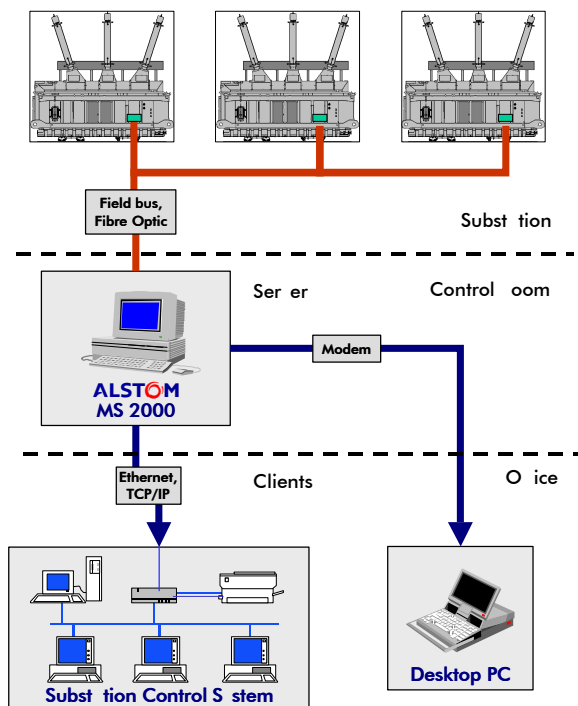 Field bus,
Fibre Optic
Subst tion
Ser er
Control oom
Modem
ALSTOM
MS 2000
Ethernet,
TCP/IP
Clients
O ice
Subst tion Control S stem
Desktop PC